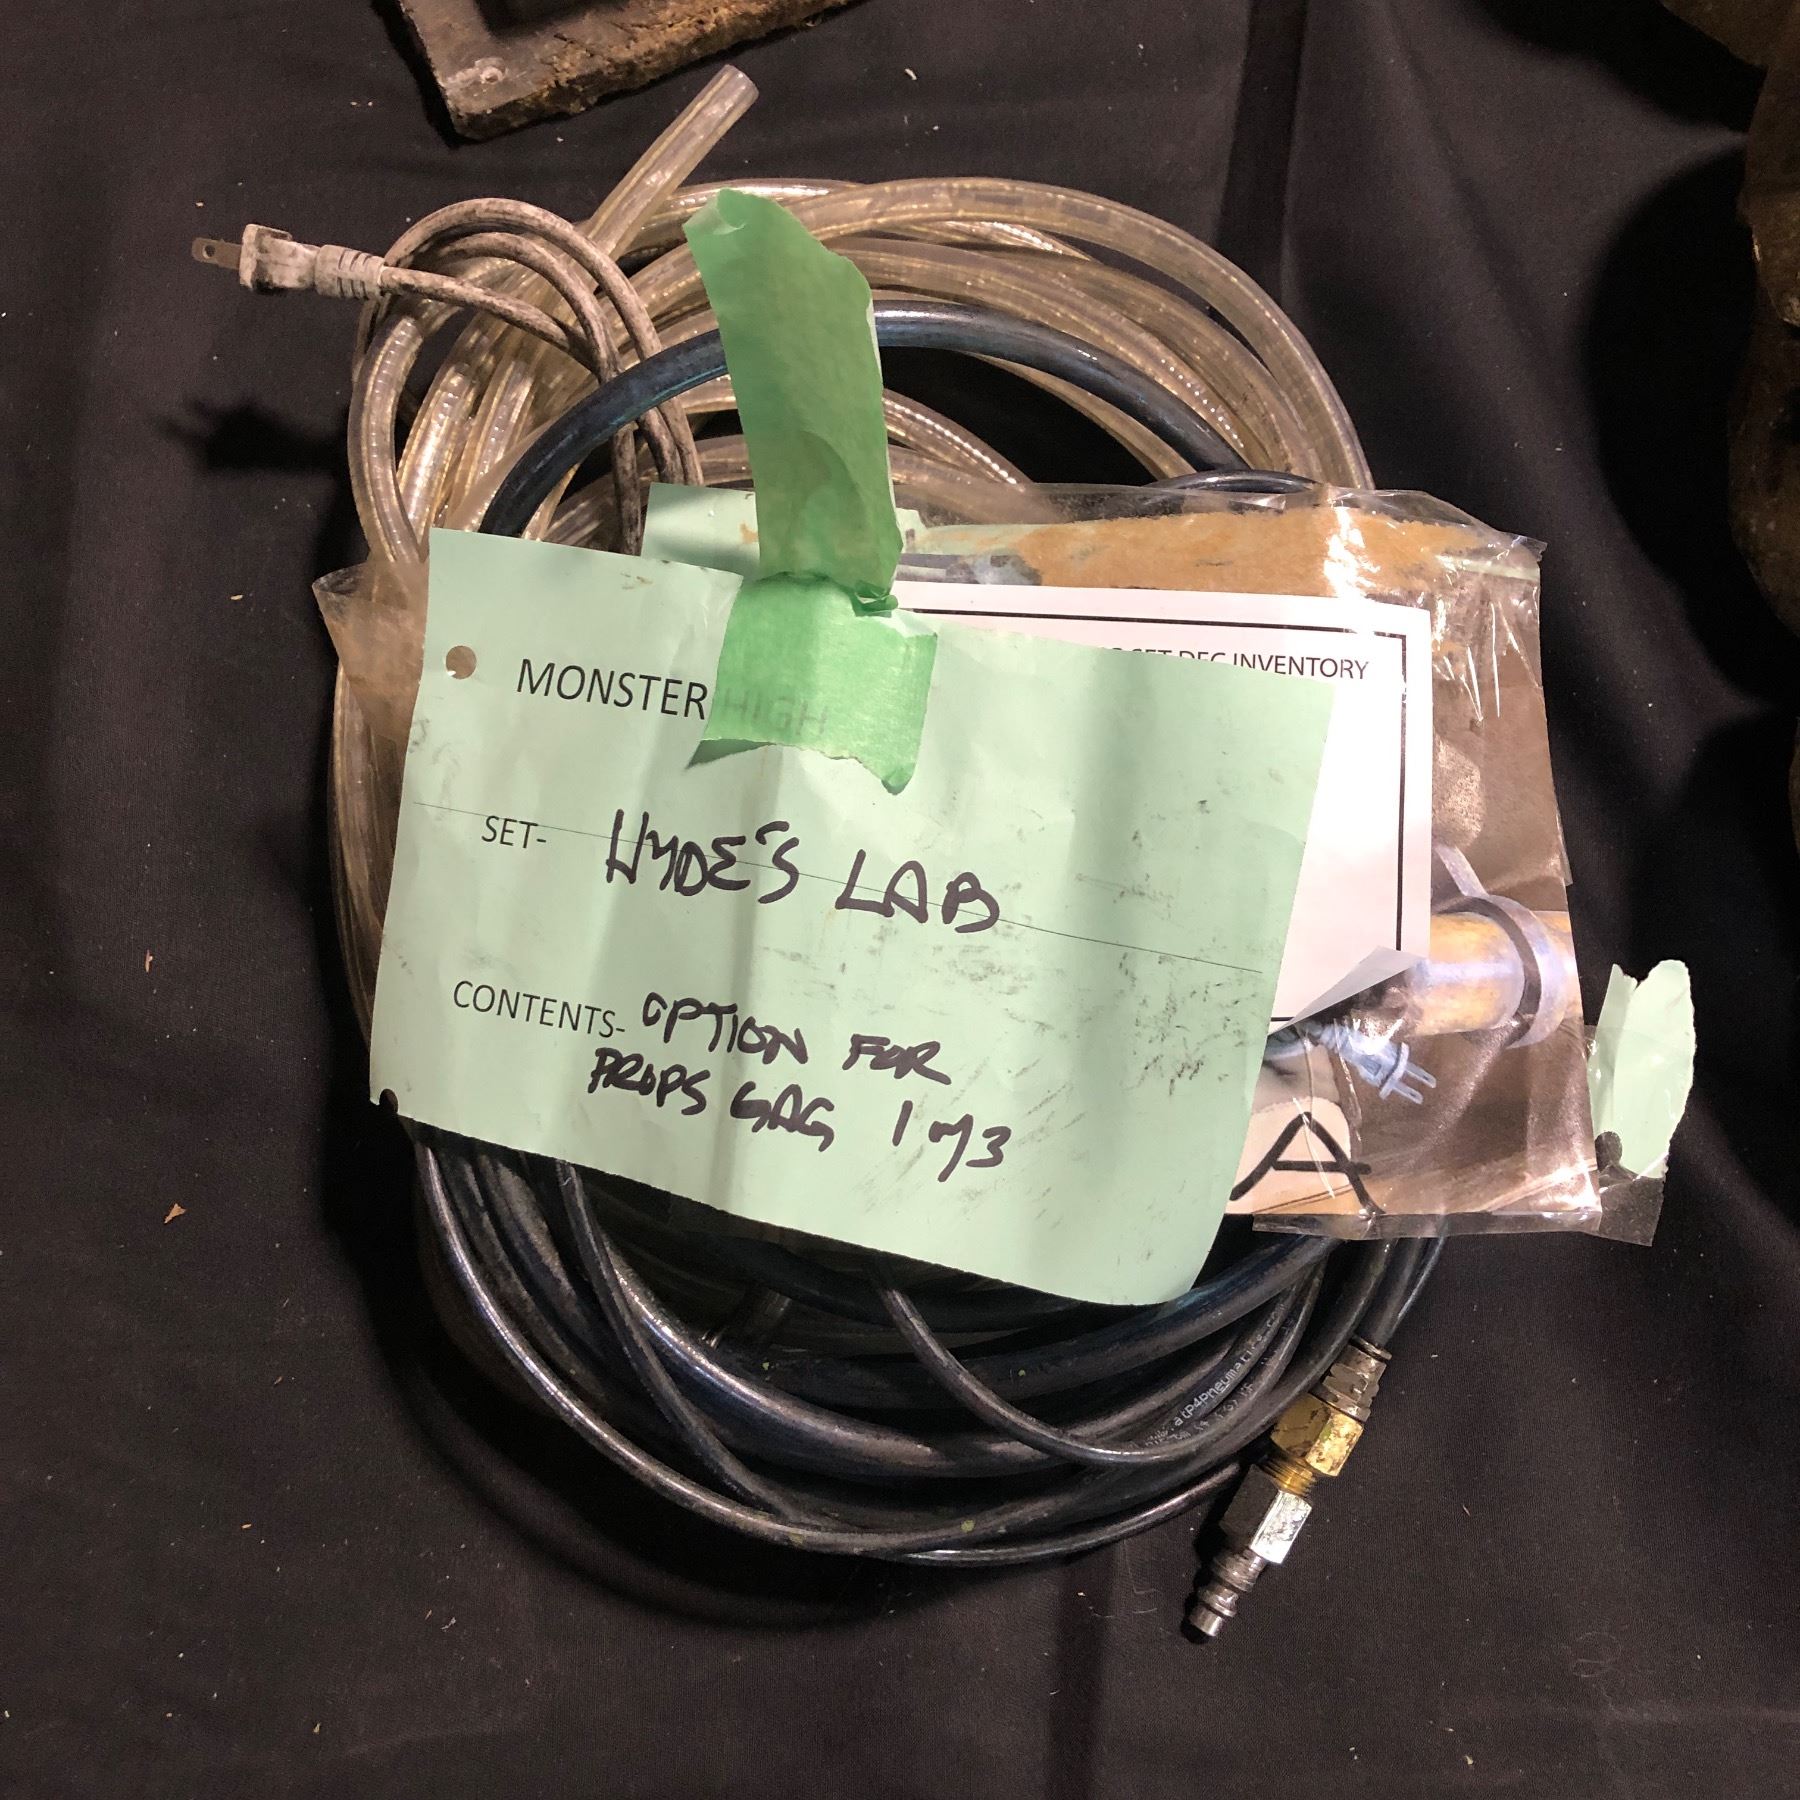 MONSTER HIGH
SET DEC INVENTORY
SET- HYDE'S LAB
CONTENTS- OPTION FOR
PROPS GAG 1 of 3
A